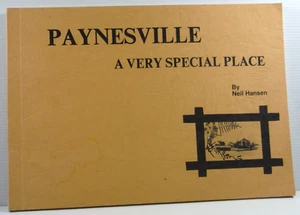 PAYNESVILLE
A VERY SPECIAL PLACE
By
Neil Hansen